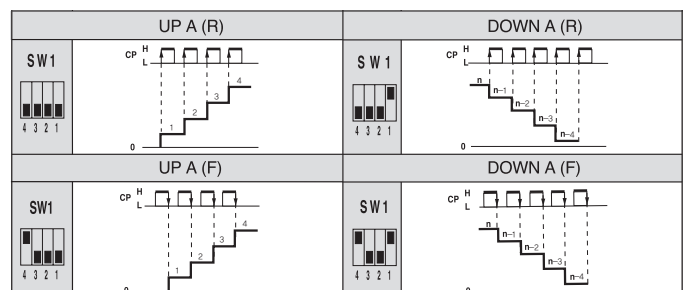 UP A (R)
DOWN A (R)
SW1
4 3 2 1
CP H
L
1
2
3
4
0
SW1
4 3 2 1
CP H
L
n
n–1
n–2
n–3
n–4
0
UP A (F)
DOWN A (F)
SW1
4 3 2 1
CP H
L
1
2
3
4
0
SW1
4 3 2 1
CP H
L
n
n–1
n–2
n–3
n–4
0